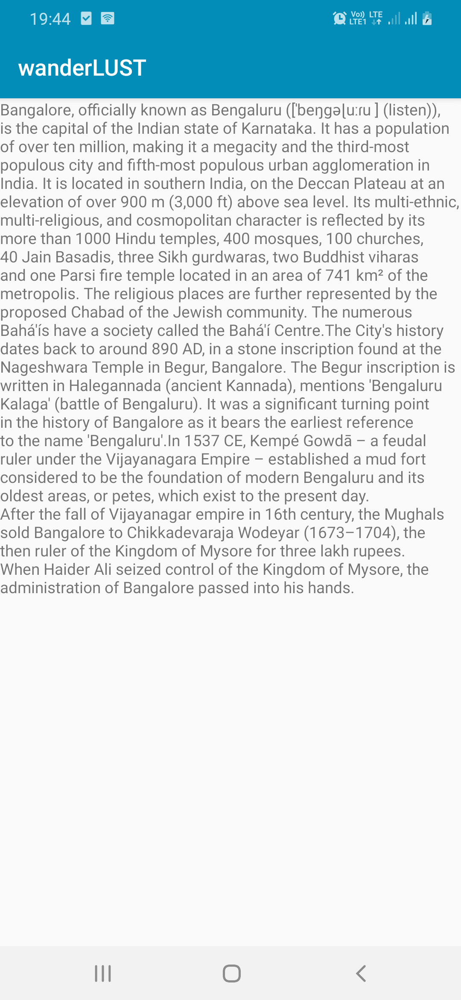 19:44
Vo)) LTE
LTE1
wanderLUST
Bangalore, officially known as Bengaluru (['beŋgəɭuːɾu ] (listen)),
is the capital of the Indian state of Karnataka. It has a population
of over ten million, making it a megacity and the third-most
populous city and fifth-most populous urban agglomeration in
India. It is located in southern India, on the Deccan Plateau at an
elevation of over 900 m (3,000 ft) above sea level. Its multi-ethnic,
multi-religious, and cosmopolitan character is reflected by its
more than 1000 Hindu temples, 400 mosques, 100 churches,
40 Jain Basadis, three Sikh gurdwaras, two Buddhist viharas
and one Parsi fire temple located in an area of 741 km² of the
metropolis. The religious places are further represented by the
proposed Chabad of the Jewish community. The numerous
Bahá'ís have a society called the Bahá'í Centre.The City's history
dates back to around 890 AD, in a stone inscription found at the
Nageshwara Temple in Begur, Bangalore. The Begur inscription is
written in Halegannada (ancient Kannada), mentions 'Bengaluru
Kalaga' (battle of Bengaluru). It was a significant turning point
in the history of Bangalore as it bears the earliest reference
to the name 'Bengaluru'.In 1537 CE, Kempé Gowdā – a feudal
ruler under the Vijayanagara Empire – established a mud fort
considered to be the foundation of modern Bengaluru and its
oldest areas, or petes, which exist to the present day.
After the fall of Vijayanagar empire in 16th century, the Mughals
sold Bangalore to Chikkadevaraja Wodeyar (1673–1704), the
then ruler of the Kingdom of Mysore for three lakh rupees.
When Haider Ali seized control of the Kingdom of Mysore, the
administration of Bangalore passed into his hands.